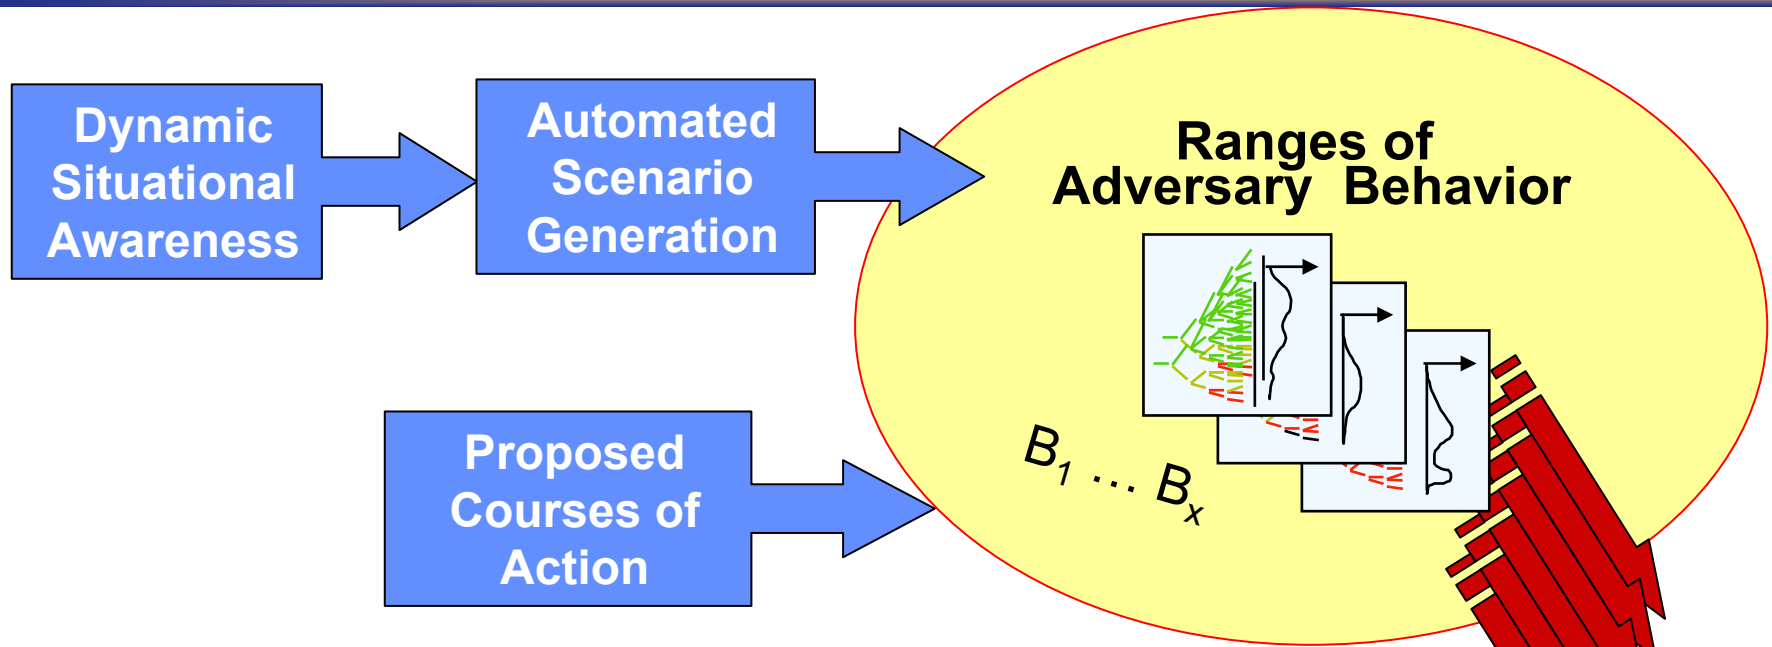 Dynamic
Situational
Awareness
Automated
Scenario
Generation
Ranges of
Adversary Behavior
Proposed
Courses of
Action
B1 ... Bx